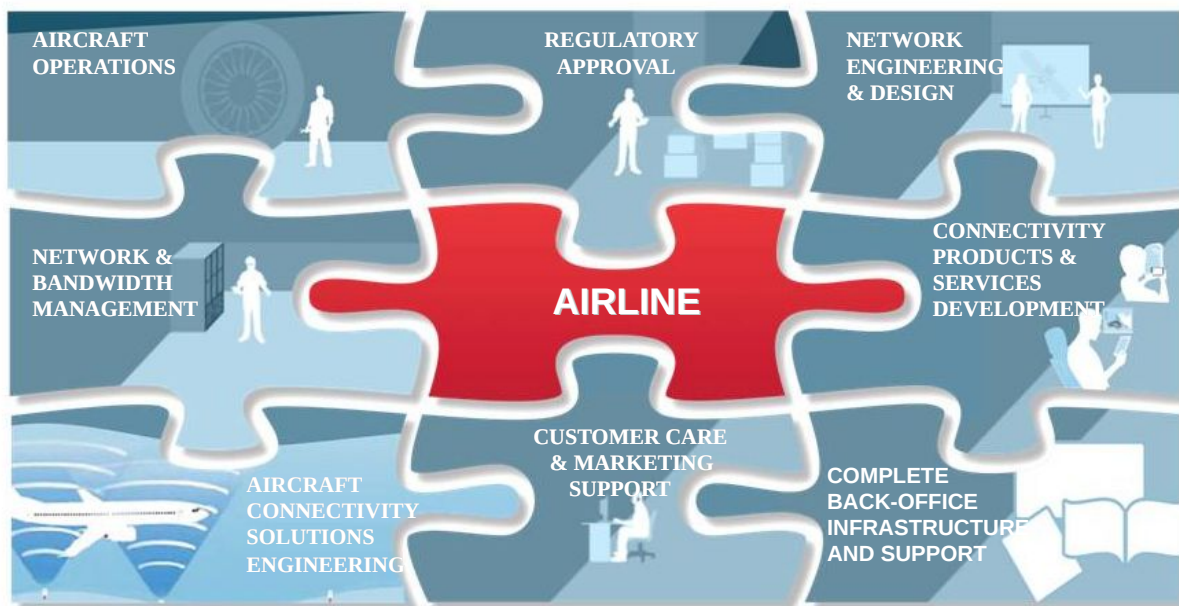 AIRCRAFT
OPERATIONS
REGULATORY
APPROVAL
NETWORK
ENGINEERING
& DESIGN
NETWORK &
BANDWIDTH
MANAGEMENT
AIRLINE
CONNECTIVITY
PRODUCTS &
SERVICES
DEVELOPMENT
AIRCRAFT
CONNECTIVITY
SOLUTIONS
ENGINEERING
CUSTOMER CARE
& MARKETING
SUPPORT
COMPLETE
BACK-OFFICE
INFRASTRUCTURE
AND SUPPORT